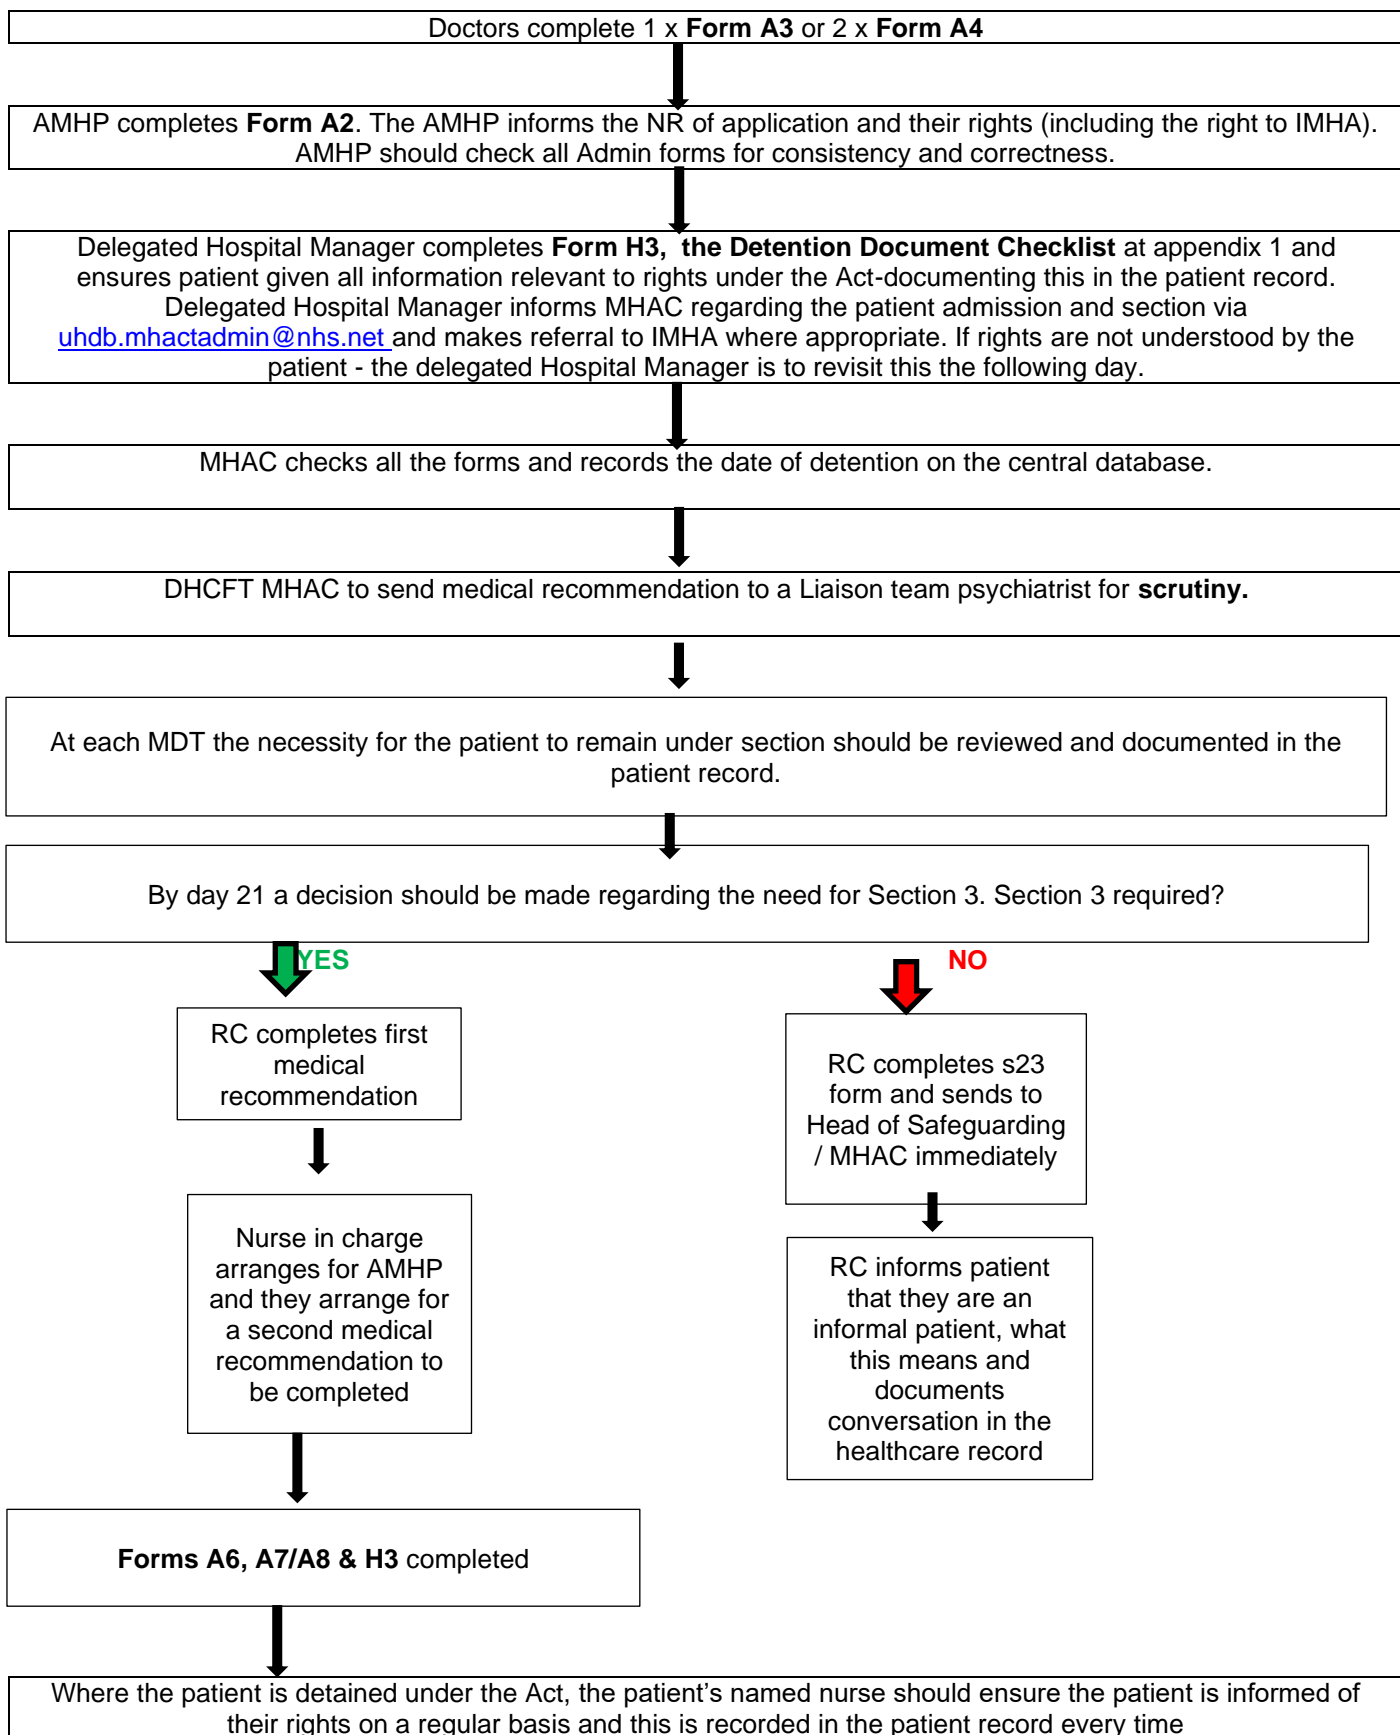 Doctors complete 1 x Form A3 or 2 x Form A4
AMHP completes Form A2. The AMHP informs the NR of application and their rights (including the right to IMHA).
AMHP should check all Admin forms for consistency and correctness.
Delegated Hospital Manager completes Form H3,  the Detention Document Checklist at appendix 1 and
ensures patient given all information relevant to rights under the Act-documenting this in the patient record.
Delegated Hospital Manager informs MHAC regarding the patient admission and section via
uhdb.mhactadmin@nhs.net and makes referral to IMHA where appropriate. If rights are not understood by the
patient - the delegated Hospital Manager is to revisit this the following day.
MHAC checks all the forms and records the date of detention on the central database.
DHCFT MHAC to send medical recommendation to a Liaison team psychiatrist for scrutiny.
At each MDT the necessity for the patient to remain under section should be reviewed and documented in the
patient record.
By day 21 a decision should be made regarding the need for Section 3. Section 3 required?
YES
RC completes first
medical
recommendation
Nurse in charge
arranges for AMHP
and they arrange for
a second medical
recommendation to
be completed
Forms A6, A7/A8 & H3 completed
NO
RC completes s23
form and sends to
Head of Safeguarding
/ MHAC immediately
RC informs patient
that they are an
informal patient, what
this means and
documents
conversation in the
healthcare record
Where the patient is detained under the Act, the patient's named nurse should ensure the patient is informed of
their rights on a regular basis and this is recorded in the patient record every time